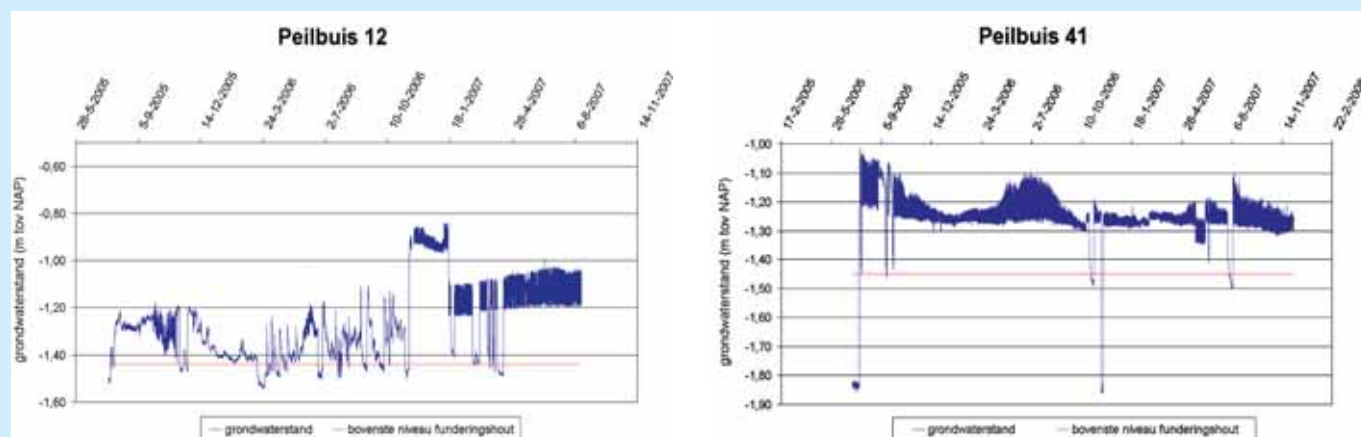 Peilbuis 12
28-5-2005 5-9-2005 14-12-2005 24-3-2006 2-7-2006 10-10-2006 18-1-2007 28-4-2007 6-8-2007 14-11-2007
grondwaterstand (m tov NAP)
-0,60
-0,80
-1,00
-1,20
-1,40
-1,60
grondwaterstand bovenste niveau funderingshout
Peilbuis 41
17-2-2005 28-5-2005 5-9-2005 14-12-2005 24-3-2006 2-7-2006 10-10-2006 18-1-2007 28-4-2007 6-8-2007 14-11-2007 22-2-2008
grondwaterstand (m tov NAP)
-1,00
-1,10
-1,20
-1,30
-1,40
-1,50
-1,60
-1,70
-1,80
-1,90
grondwaterstand bovenste niveau funderingshout